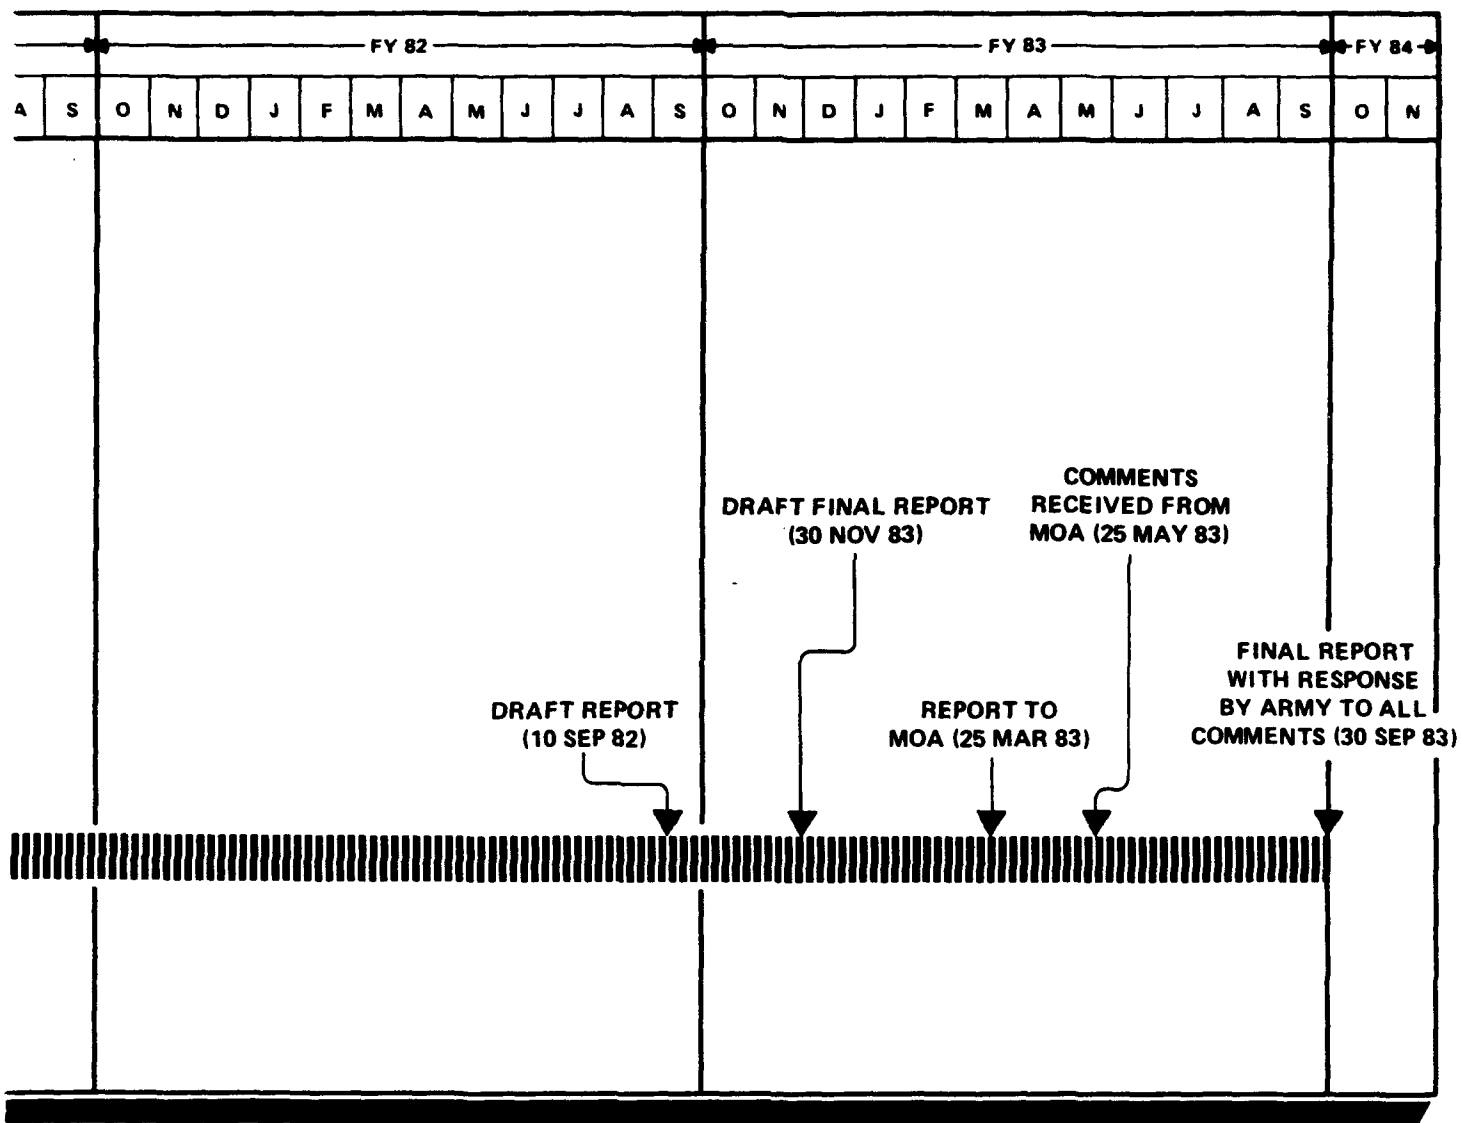 FY 82 FY 83 FY 84
A S O N D J F M A M J J A S O N D J F M A M J J A S O N
COMMENTS
RECEIVED FROM
MOA (25 MAY 83)
DRAFT FINAL REPORT
(30 NOV 83)
FINAL REPORT
WITH RESPONSE
BY ARMY TO ALL
COMMENTS (30 SEP 83)
DRAFT REPORT
(10 SEP 82)
REPORT TO
MOA (25 MAR 83)